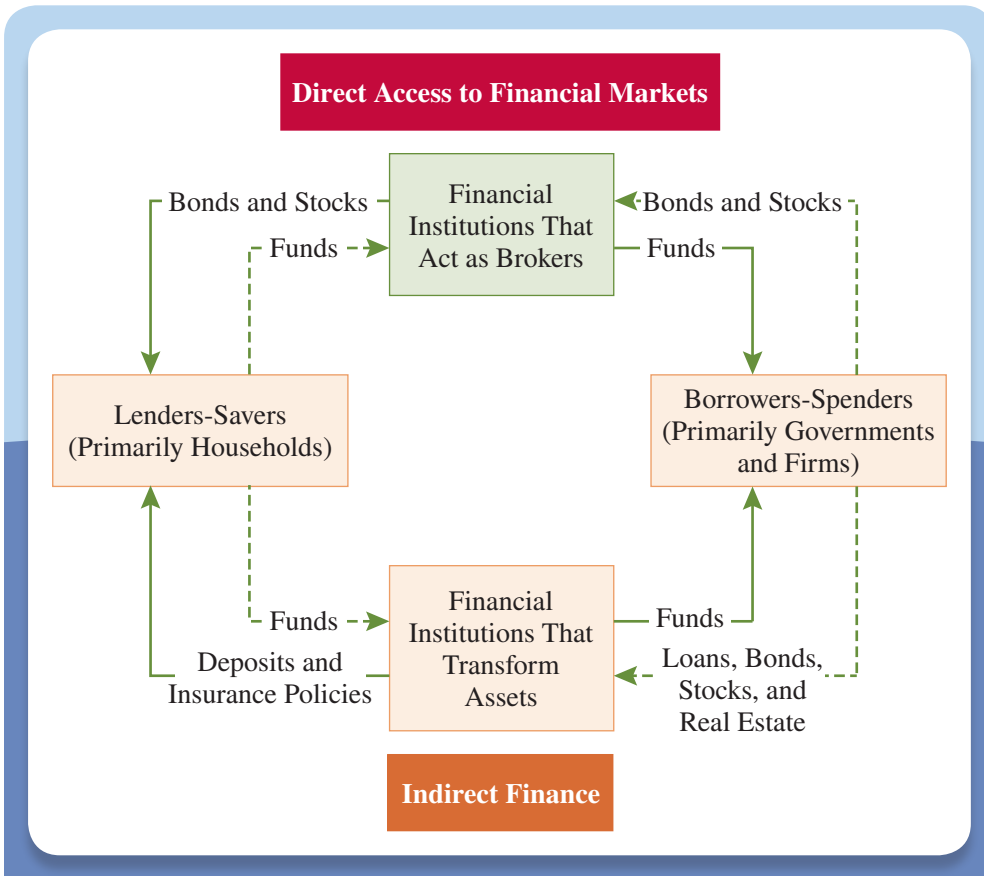 Direct Access to Financial Markets
Financial
Institutions That
Act as Brokers
Bonds and Stocks
Funds
Bonds and Stocks
Funds
Lenders-Savers
(Primarily Households)
Borrowers-Spenders
(Primarily Governments
and Firms)
Funds
Deposits and
Insurance Policies
Financial
Institutions That
Transform
Assets
Funds
Loans, Bonds,
Stocks, and
Real Estate
Indirect Finance